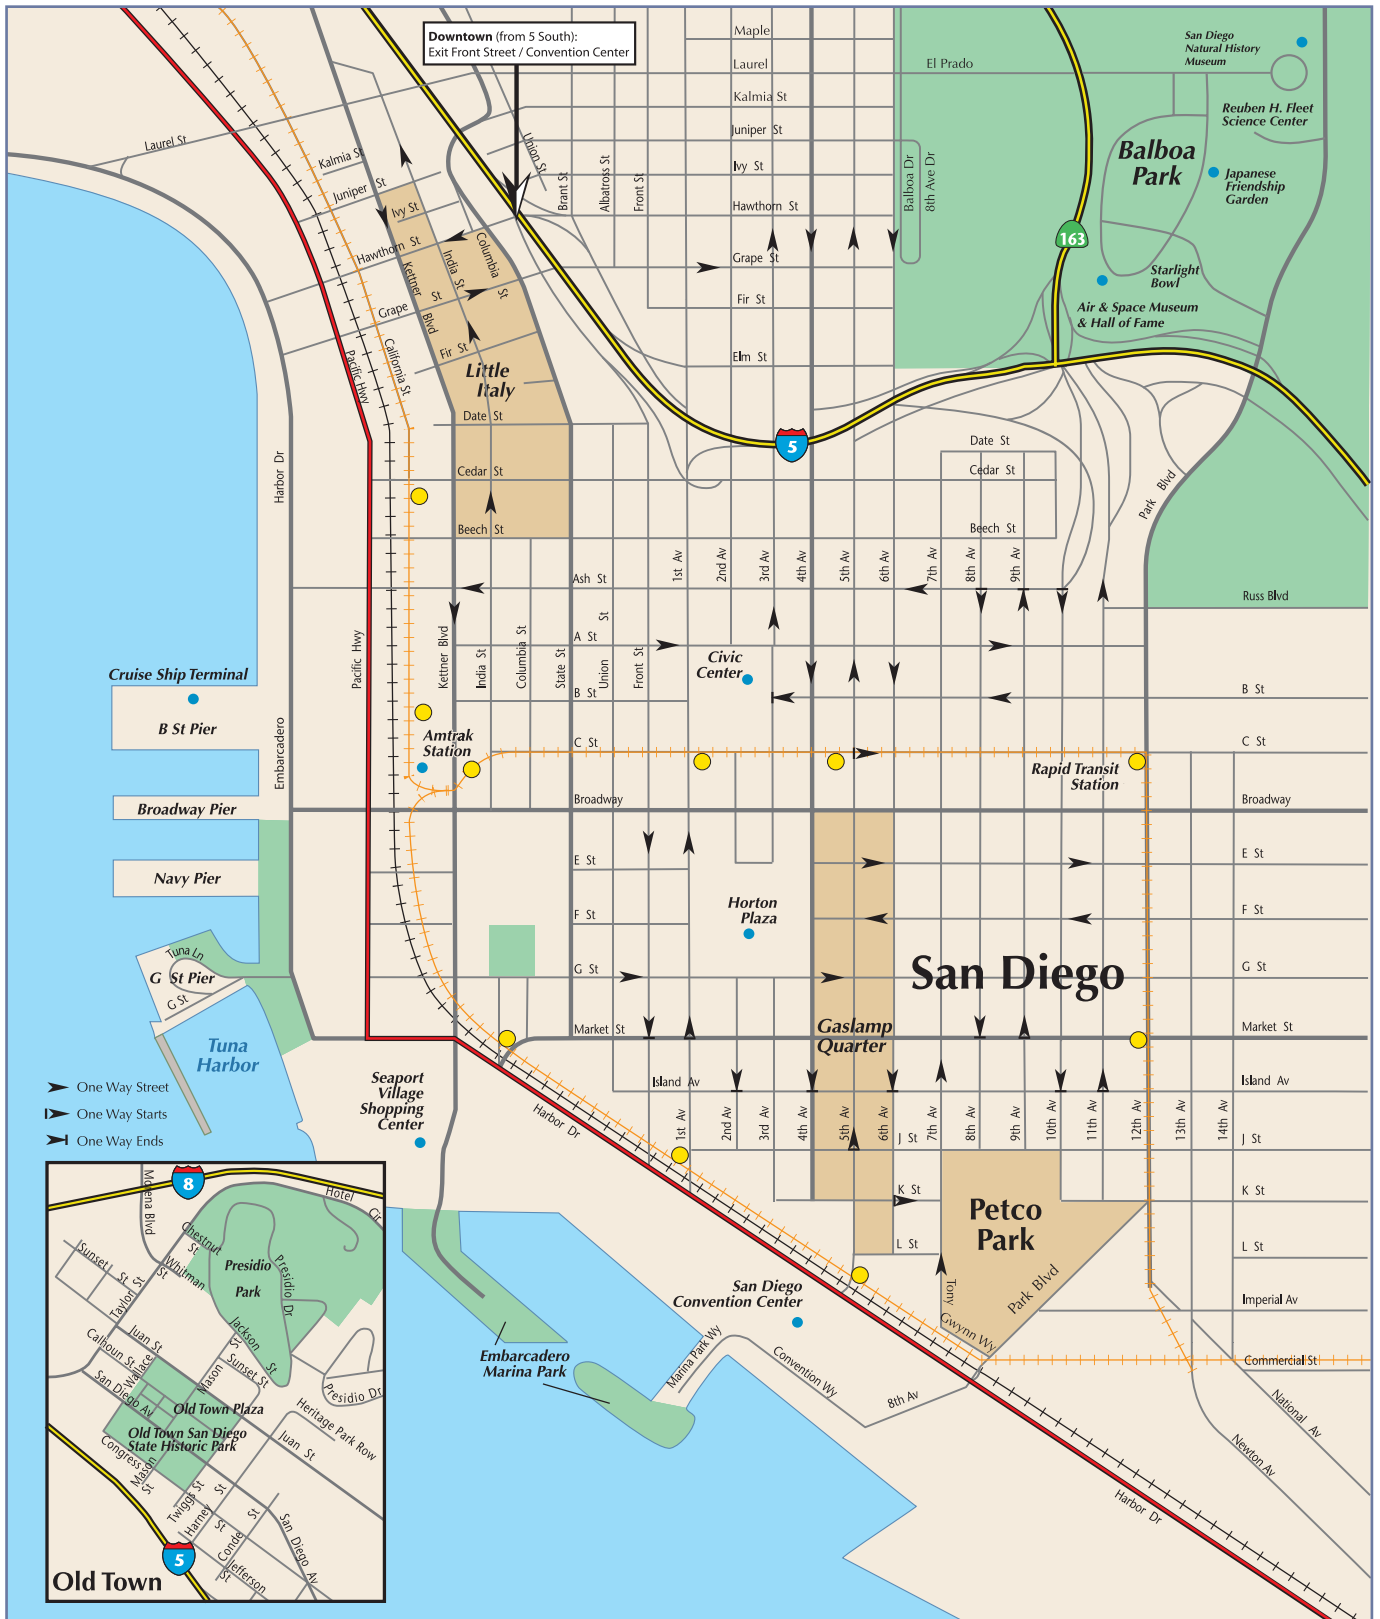 Downtown (from 5 South):
Exit Front Street / Convention Center
Maple
Laurel
El Prado
San Diego
Natural History
Museum
Kalmia St
Reuben H. Fleet
Science Center
Juniper St
Balboa
Park
Ivy St
Japanese
Friendship
Garden
Hawthorn St
Balboa Dr
8th Ave Dr
163
Grape St
Starlight
Bowl
Fir St
Air & Space Museum
& Hall of Fame
Elm St
Union St
Brant St
Albatross St
Front St
Laurel St
Kalmia St
Juniper St
Ivy St
Hawthorn St
Grape St
Fir St
Kettner Blvd
India St
Columbia St
California St
Pacific Hwy
Little
Italy
Date St
Cedar St
Beech St
5
Date St
Cedar St
Beech St
Park Blvd
Harbor Dr
1st Av
2nd Av
3rd Av
4th Av
5th Av
6th Av
7th Av
8th Av
9th Av
Ash St
Russ Blvd
A St
Pacific Hwy
Kettner Blvd
India St
Columbia St
State St
Union St
Front St
Civic
Center
Cruise Ship Terminal
B St Pier
B St
B St
Embarcadero
Amtrak
Station
C St
C St
Rapid Transit
Station
Broadway Pier
Broadway
Broadway
Navy Pier
E St
E St
Horton
Plaza
F St
F St
Tuna Ln
G St Pier
G St
G St
San Diego
G St
Tuna
Harbor
Market St
Gaslamp
Quarter
Market St
Island Av
Island Av
One Way Street
One Way Starts
One Way Ends
Seaport
Village
Shopping
Center
Harbor Dr
1st Av
2nd Av
3rd Av
4th Av
5th Av
6th Av
7th Av
8th Av
9th Av
10th Av
11th Av
12th Av
13th Av
14th Av
J St
J St
K St
K St
Petco
Park
L St
L St
San Diego
Convention Center
Tony Gwynn Wy
Park Blvd
Imperial Av
Commercial St
Embarcadero
Marina Park
Marina Park Wy
Convention Wy
8th Av
National Av
Newton Av
Harbor Dr
8
Morena Blvd
Hotel Cir
Chestnut St
Whitman St
Sunset St
Taylor St
Presidio
Park
Presidio Dr
Jackson St
Juan St
Calhoun St
Wallace
Mason St
Sunset St
Presidio Dr
San Diego Av
Old Town Plaza
Old Town San Diego
State Historic Park
Heritage Park Row
Juan St
Congress St
Mason St
Twiggs St
Harney St
Conde St
San Diego Av
Jefferson St
5
Old Town